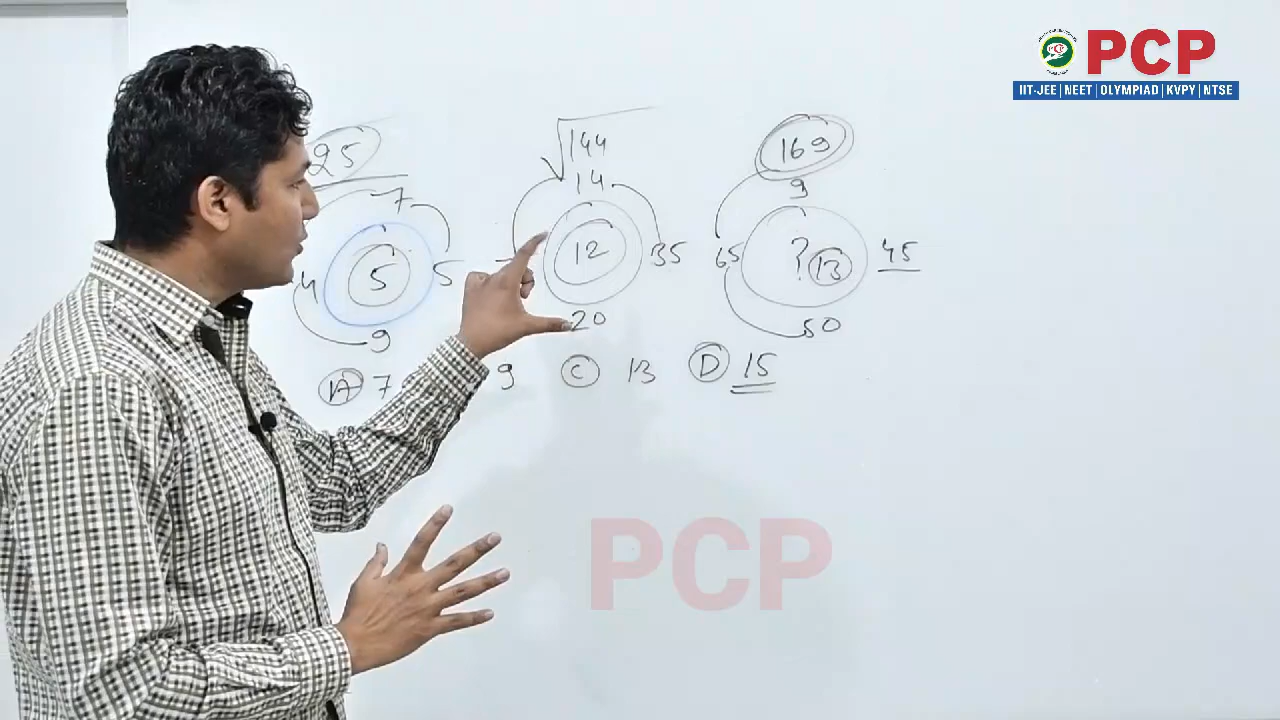 PCP
IIT-JEE | NEET | OLYMPIAD | KVPY | NTSE
25 √144 169
7 14 9
4 5 5 12 35 65 ? 13 45
9 20 50
A 7 9 C 13 D 15
PCP